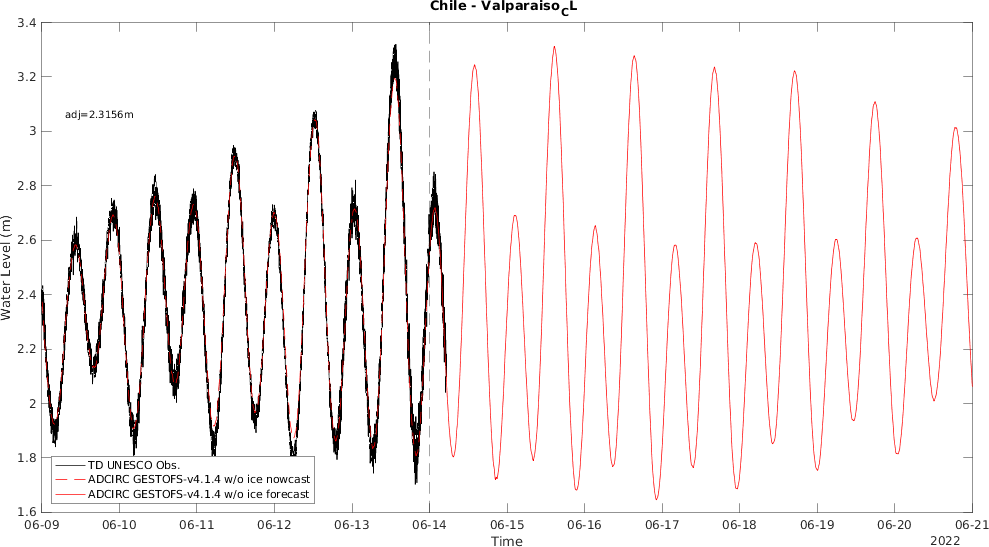 Chile - Valparaiso_CL
3.4
3.2
3
2.8
2.6
2.4
2.2
2
1.8
1.6
Water Level (m)
adj=2.3156m
TD UNESCO Obs.
ADCIRC GESTOFS-v4.1.4 w/o ice nowcast
ADCIRC GESTOFS-v4.1.4 w/o ice forecast
06-09 06-10 06-11 06-12 06-13 06-14 06-15 06-16 06-17 06-18 06-19 06-20 06-21
Time
2022